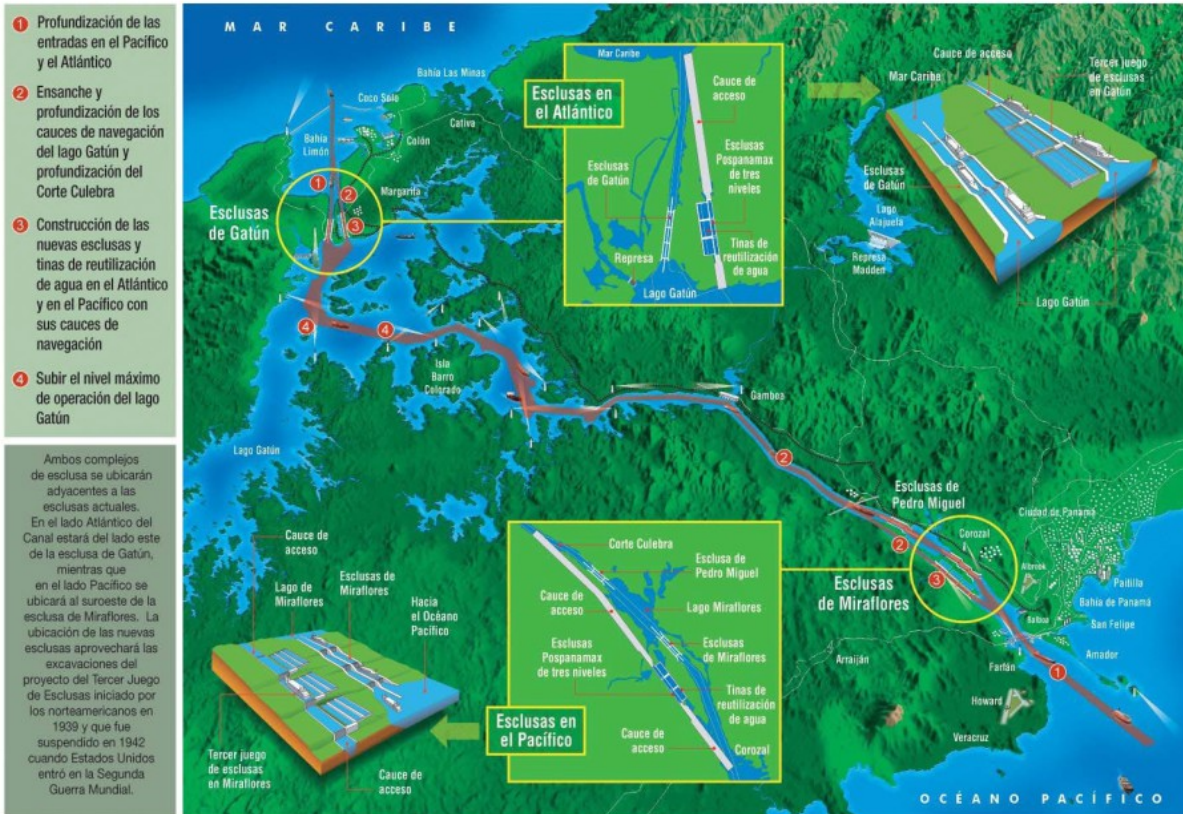 1 Profundización de las
entradas en el Pacífico
y el Atlántico
2 Ensanche y
profundización de los
cauces de navegación
del lago Gatún y
profundización del
Corte Culebra
3 Construcción de las
nuevas esclusas y
tinas de reutilización
de agua en el Atlántico
y en el Pacífico con
sus cauces de
navegación
4 Subir el nivel máximo
de operación del lago
Gatún
Ambos complejos
de esclusa se ubicarán
adyacentes a las
esclusas actuales.
En el lado Atlántico del
Canal estará del lado este
de la esclusa de Gatún,
mientras que
en el lado Pacífico se
ubicará al suroeste de la
esclusa de Miraflores. La
ubicación de las nuevas
esclusas aprovechará las
excavaciones del
proyecto del Tercer Juego
de Esclusas iniciado por
los norteamericanos en
1939 y que fue
suspendido en 1942
cuando Estados Unidos
entró en la Segunda
Guerra Mundial.
MAR CARIBE
Bahía Las Minas
Coco Solo
Cativa
Colón
Bahía
Limón
Margarita
1
2
3
Esclusas
de Gatún
4
4
Isla
Barro
Colorado
Lago Gatún
Esclusas en
el Atlántico
Mar Caribe
Cauce de
acceso
Esclusas
de Gatún
Esclusas
Pospanamax
de tres
niveles
Tinas de
reutilización
de agua
Represa
Lago Gatún
Cauce de acceso
Mar Caribe
Tercer juego
de esclusas
en Gatún
Esclusas
de Gatún
Lago Gatún
Lago
Alajuela
Represa
Madden
Gamboa
2
Esclusas de
Pedro Miguel
2
3
Corozal
Ciudad de Panamá
Albrook
Paitilla
Bahía de Panamá
San Felipe
Balboa
Amador
Esclusas
de Miraflores
Arraiján
Farfán
1
Howard
Veracruz
OCÉANO PACÍFICO
Corte Culebra
Esclusa de
Pedro Miguel
Cauce de
acceso
Lago Miraflores
Esclusas
Pospanamax
de tres niveles
Esclusas
de Miraflores
Tinas de
reutilización
de agua
Cauce de
acceso
Corozal
Esclusas en
el Pacífico
Cauce de
acceso
Lago de
Miraflores
Esclusas de
Miraflores
Hacia
el Océano
Pacífico
Tercer juego
de esclusas
en Miraflores
Cauce de
acceso